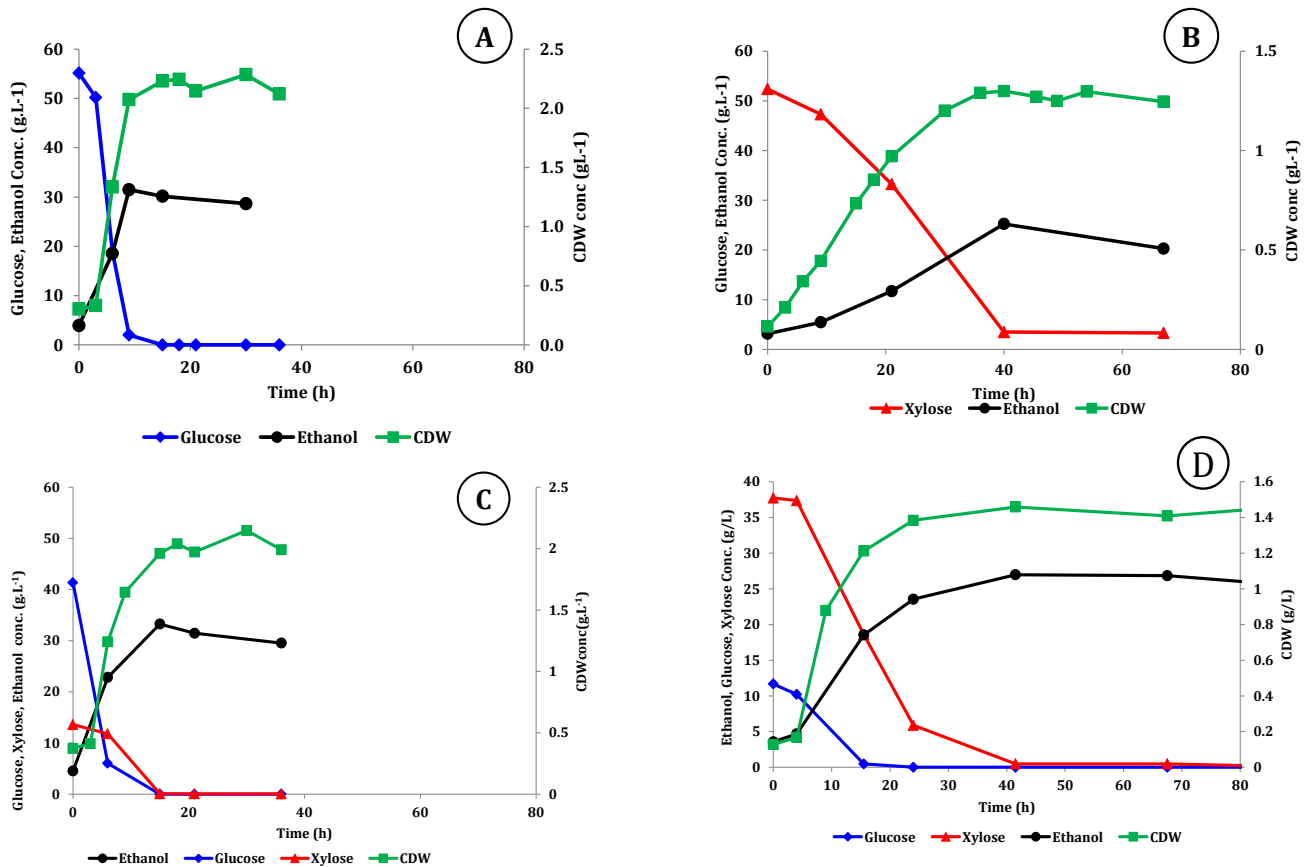 A
60
50
40
30
20
10
0
2.5
2.0
1.5
1.0
0.5
0.0
0 20 40 60 80
Glucose, Ethanol Conc. (g.L-1)
CDW conc (gL-1)
Time (h)
Glucose Ethanol CDW
B
60
50
40
30
20
10
0
1.5
1
0.5
0
0 20 40 60 80
Glucose, Ethanol Conc. (g.L-1)
CDW conc (gL-1)
Time (h)
Xylose Ethanol CDW
C
60
50
40
30
20
10
0
2.5
2
1.5
1
0.5
0
0 20 40 60 80
Glucose, Xylose, Ethanol conc. (g.L-1)
CDWconc(g.L-1)
Time (h)
Ethanol Glucose Xylose CDW
D
40
35
30
25
20
15
10
5
0
1.6
1.4
1.2
1
0.8
0.6
0.4
0.2
0
0 10 20 30 40 50 60 70 80
Ethanol, Glucose, Xylose Conc. (g/L)
CDW (g/L)
Time (h)
Glucose Xylose Ethanol CDW